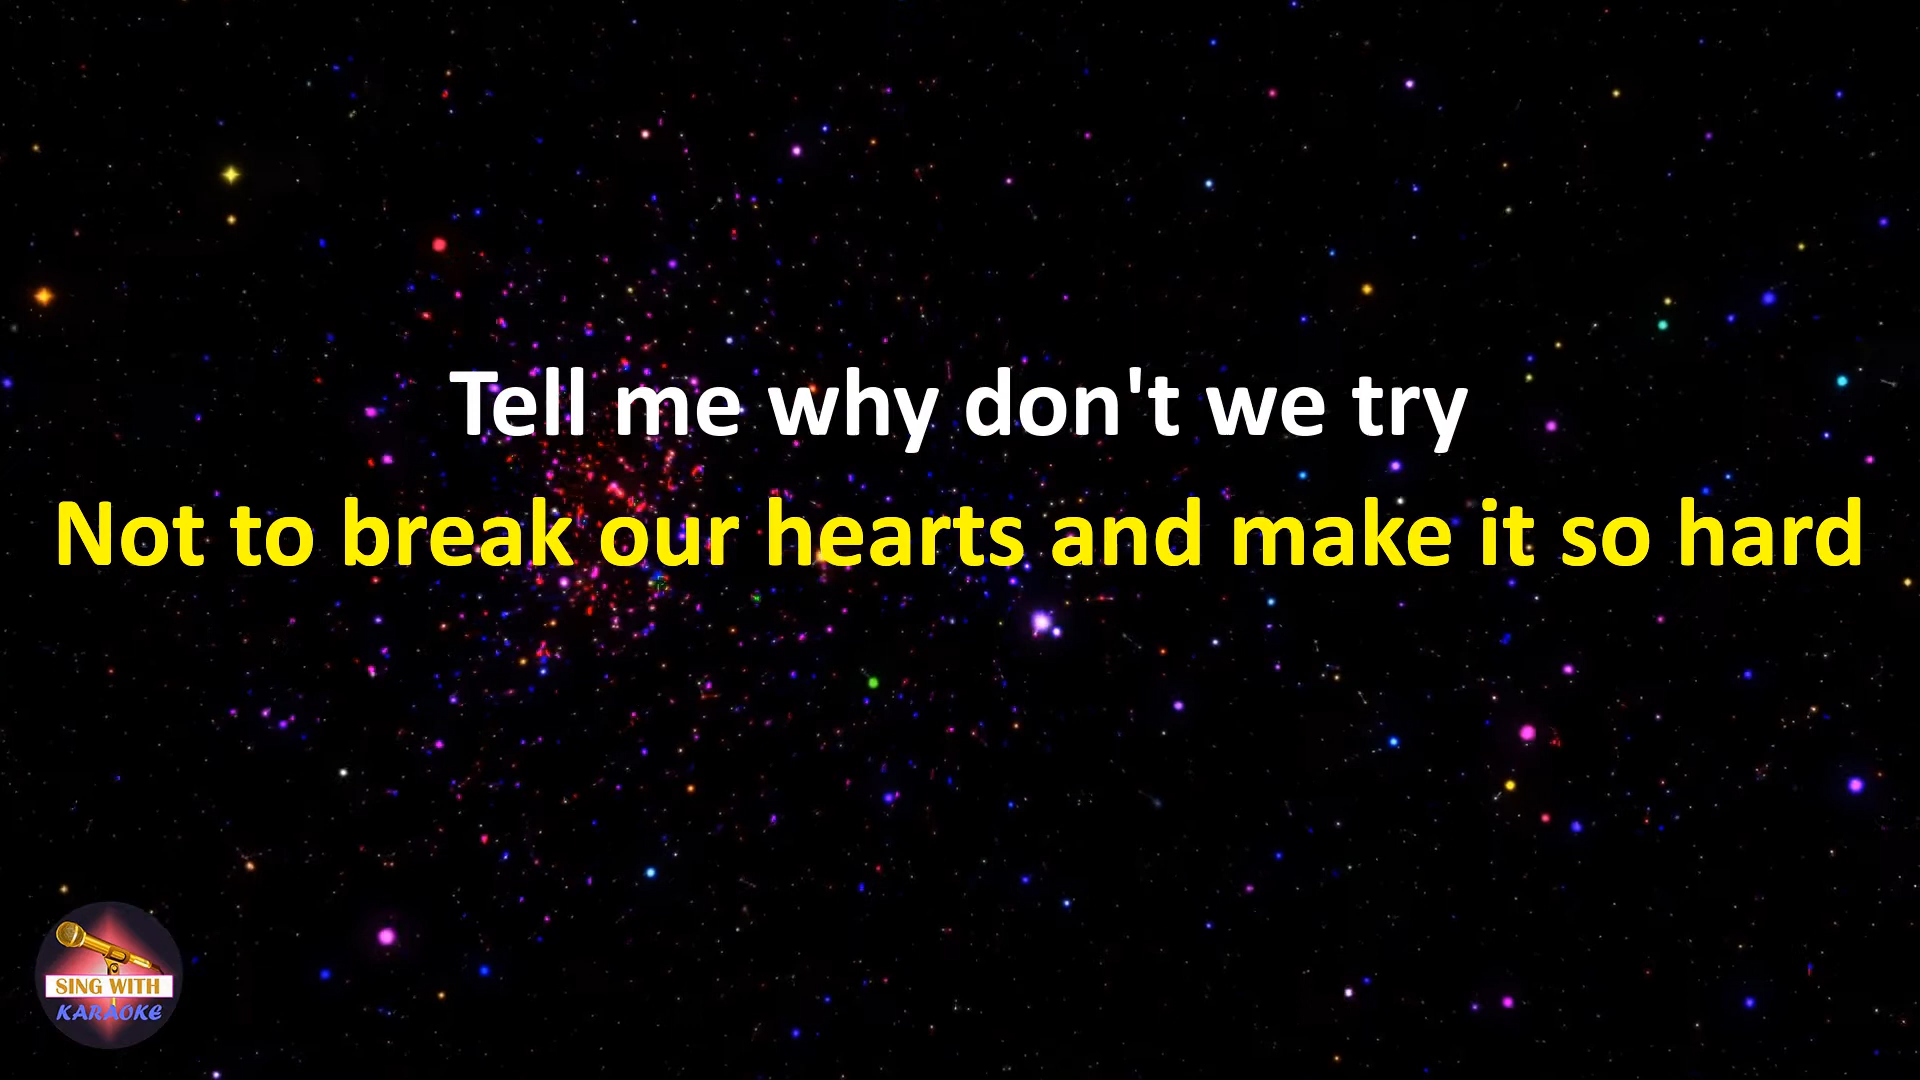 Tell me why don't we try
Not to break our hearts and make it so hard
SING WITH
KARAOKE